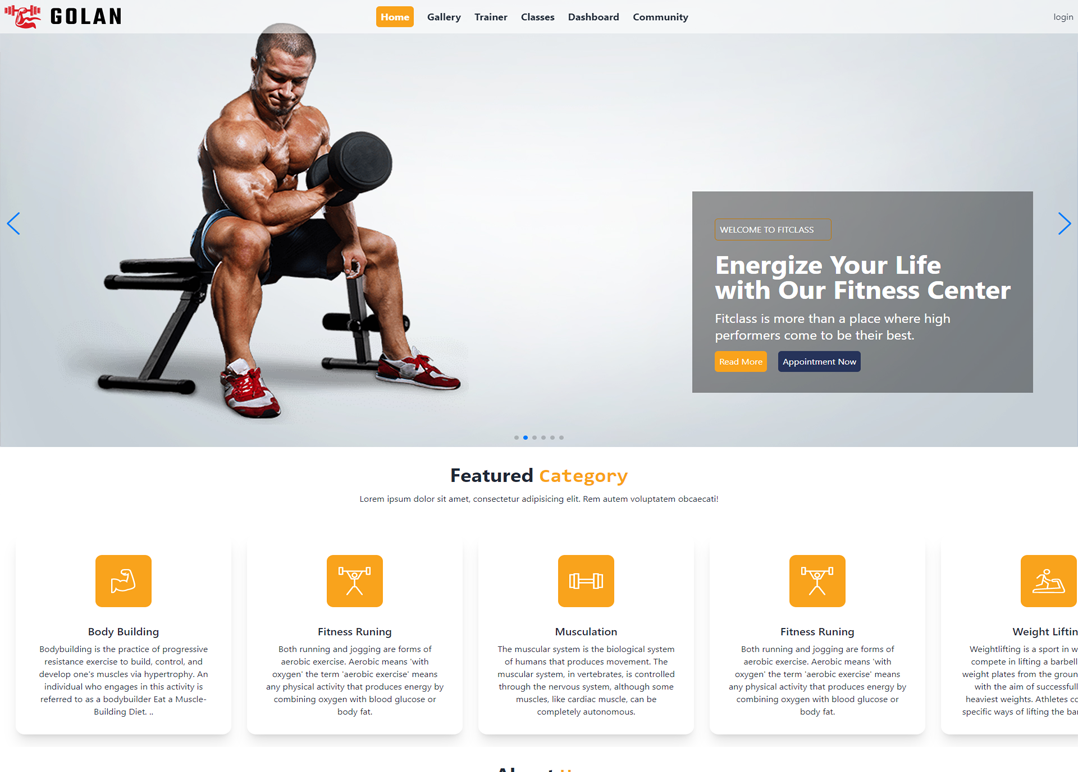 GOLAN
Home Gallery Trainer Classes Dashboard Community login
WELCOME TO FITCLASS
Energize Your Life
with Our Fitness Center
Fitclass is more than a place where high
performers come to be their best.
Read More Appointment Now
Featured Category
Lorem ipsum dolor sit amet, consectetur adipisicing elit. Rem autem voluptatem obcaecati!
Body Building
Bodybuilding is the practice of progressive
resistance exercise to build, control, and
develop one's muscles via hypertrophy. An
individual who engages in this activity is
referred to as a bodybuilder Eat a Muscle-
Building Diet. ..
Fitness Runing
Both running and jogging are forms of
aerobic exercise. Aerobic means 'with
oxygen' the term 'aerobic exercise' means
any physical activity that produces energy by
combining oxygen with blood glucose or
body fat.
Musculation
The muscular system is the biological system
of humans that produces movement. The
muscular system, in vertebrates, is controlled
through the nervous system, although some
muscles, like cardiac muscle, can be
completely autonomous.
Fitness Runing
Both running and jogging are forms of
aerobic exercise. Aerobic means 'with
oxygen' the term 'aerobic exercise' means
any physical activity that produces energy by
combining oxygen with blood glucose or
body fat.
Weight Liftin
Weightlifting is a sport in w
compete in lifting a barbell
weight plates from the groun
with the aim of successful
heaviest weights. Athletes co
specific ways of lifting the ba